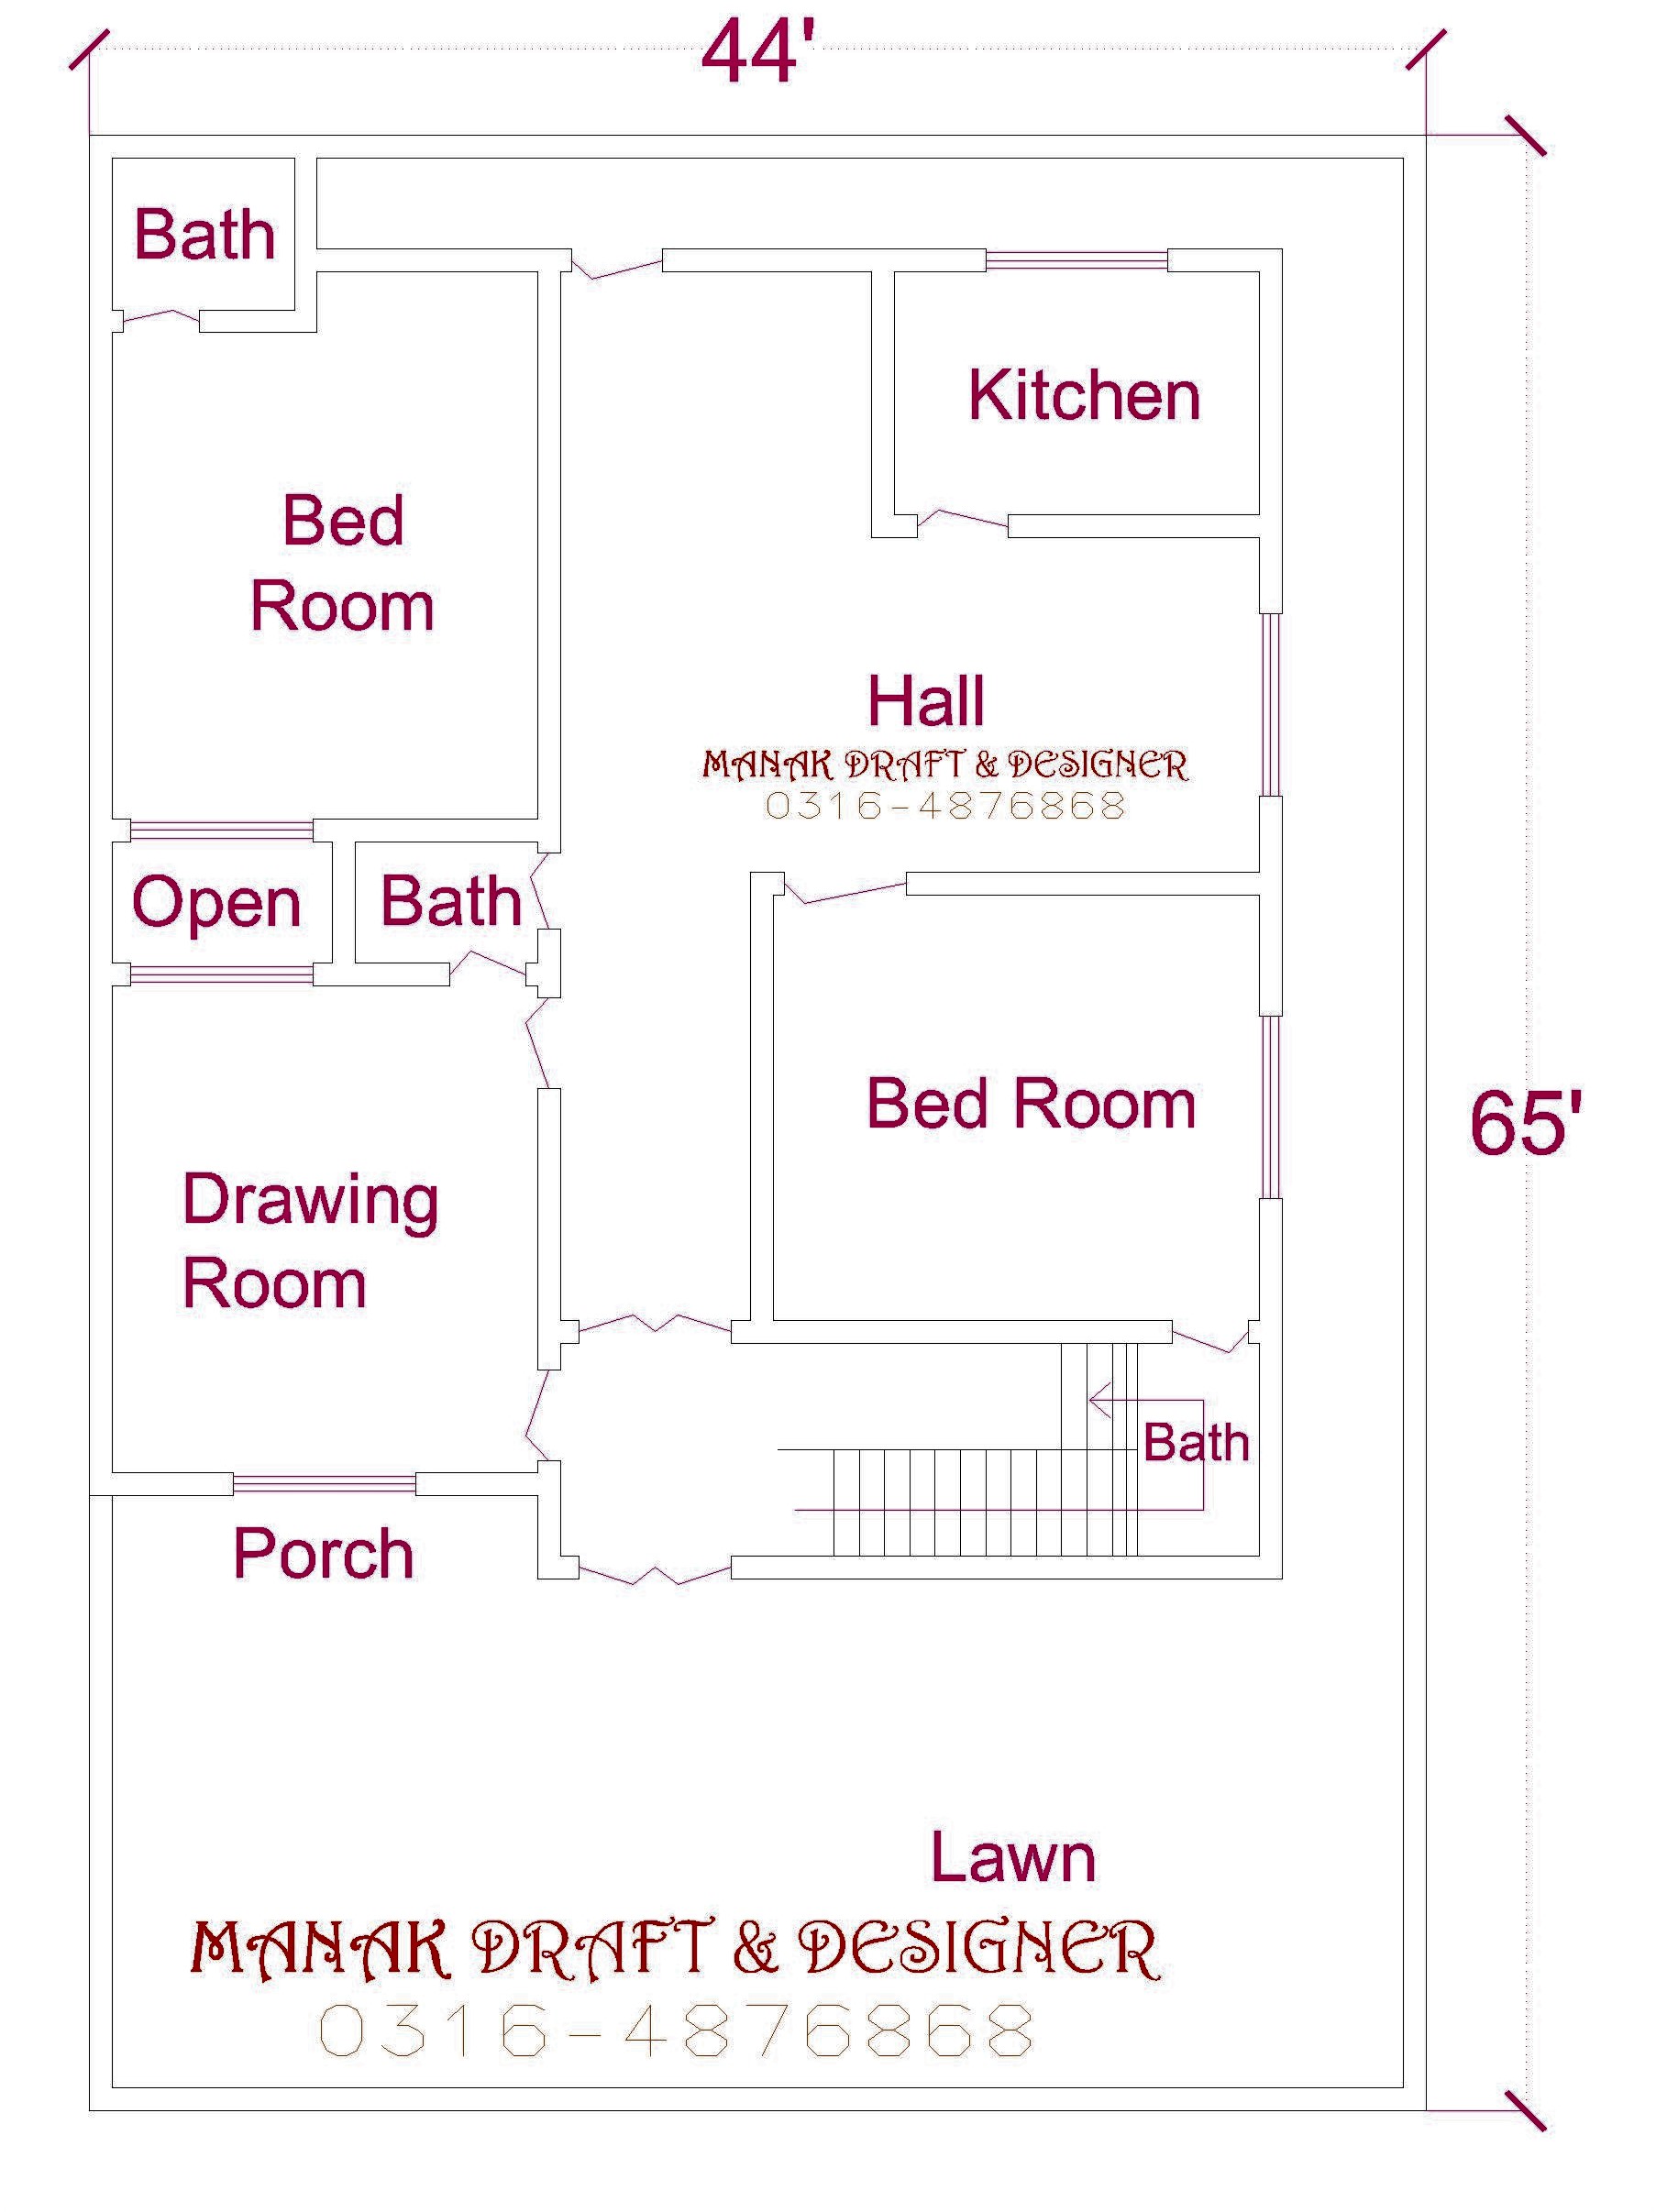 44'
Bath
Kitchen
Bed
Room
Hall
MANAK DRAFT & DESIGNER
0316-4876868
Open
Bath
Bed Room
65'
Drawing
Room
Bath
Porch
Lawn
MANAK DRAFT & DESIGNER
0316-4876868